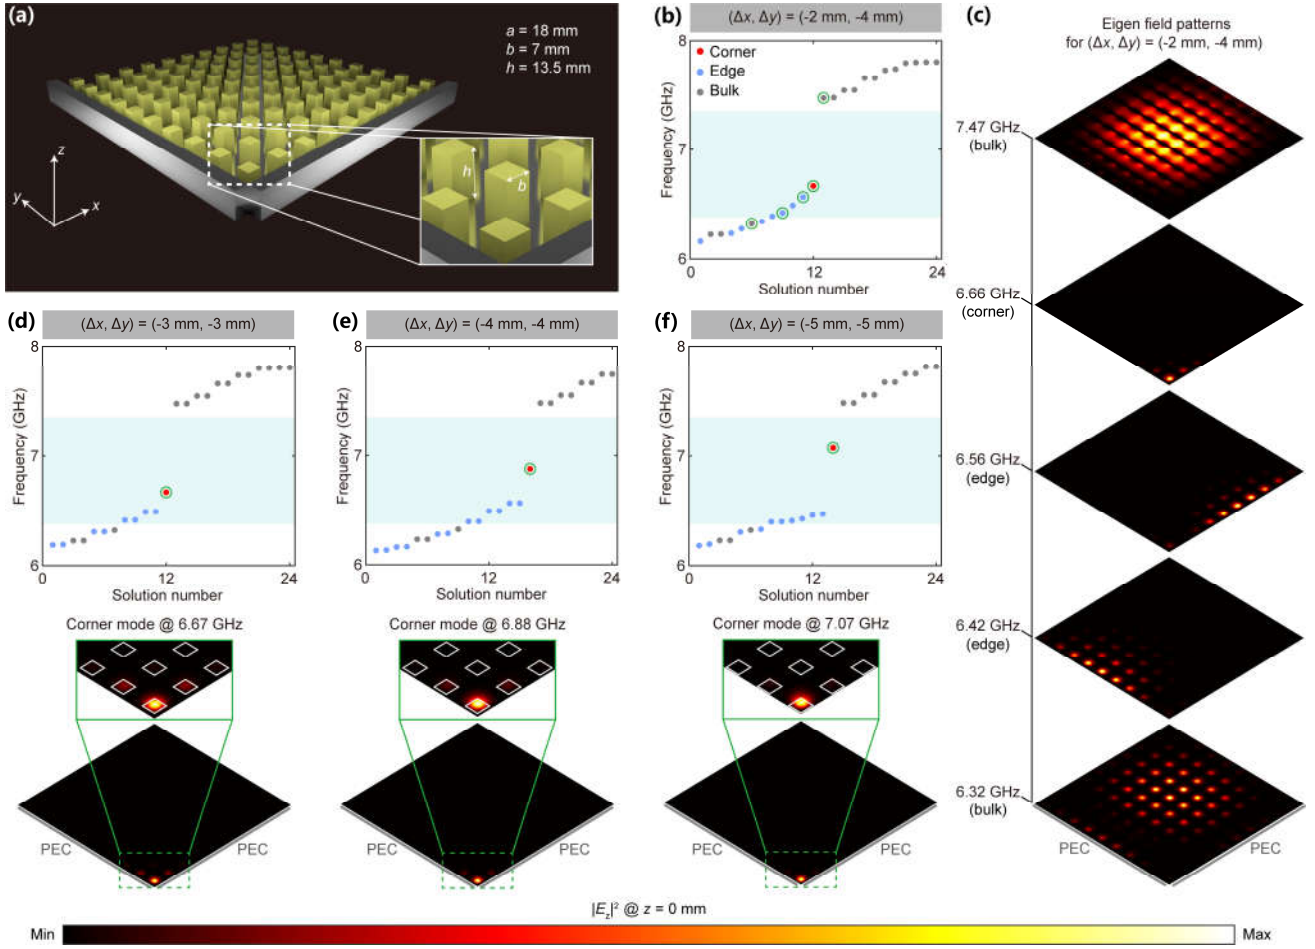 (a)
a = 18 mm
b = 7 mm
h = 13.5 mm
z
y
x
h
b
(b)
(Δx, Δy) = (-2 mm, -4 mm)
8
7
6
Frequency (GHz)
Corner
Edge
Bulk
0
12
24
Solution number
(c)
Eigen field patterns
for (Δx, Δy) = (-2 mm, -4 mm)
7.47 GHz
(bulk)
6.66 GHz
(corner)
6.56 GHz
(edge)
6.42 GHz
(edge)
6.32 GHz
(bulk)
PEC
PEC
(d)
(Δx, Δy) = (-3 mm, -3 mm)
8
7
6
Frequency (GHz)
0
12
24
Solution number
Corner mode @ 6.67 GHz
PEC
PEC
(e)
(Δx, Δy) = (-4 mm, -4 mm)
8
7
6
Frequency (GHz)
0
12
24
Solution number
Corner mode @ 6.88 GHz
PEC
PEC
(f)
(Δx, Δy) = (-5 mm, -5 mm)
8
7
6
Frequency (GHz)
0
12
24
Solution number
Corner mode @ 7.07 GHz
PEC
PEC
|E_z|² @ z = 0 mm
Min
Max